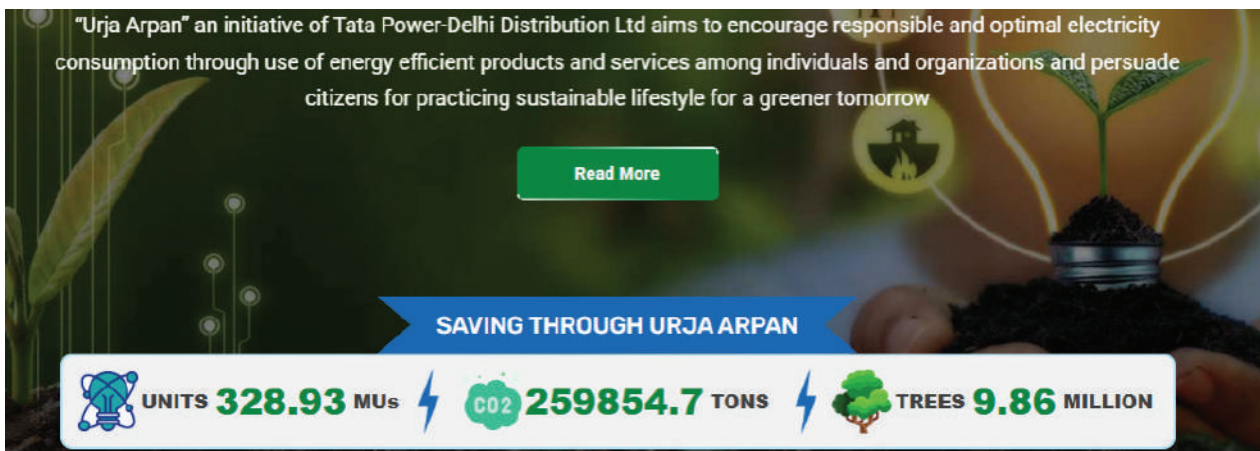 “Urja Arpan” an initiative of Tata Power-Delhi Distribution Ltd aims to encourage responsible and optimal electricity
consumption through use of energy efficient products and services among individuals and organizations and persuade
citizens for practicing sustainable lifestyle for a greener tomorrow
Read More
SAVING THROUGH URJA ARPAN
UNITS 328.93 MUs CO2 259854.7 TONS TREES 9.86 MILLION